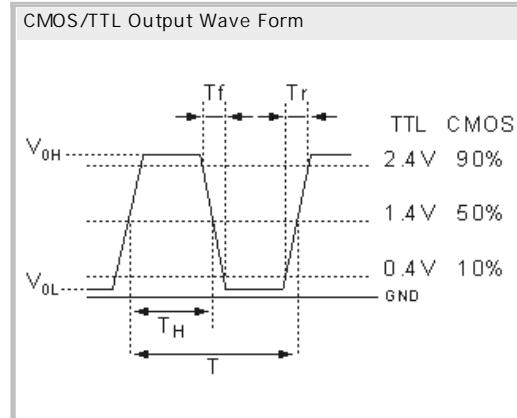 CMOS/TTL Output Wave Form
Tf Tr
TTL CMOS
V0H 2.4V 90%
1.4V 50%
0.4V 10%
V0L GND
TH
T